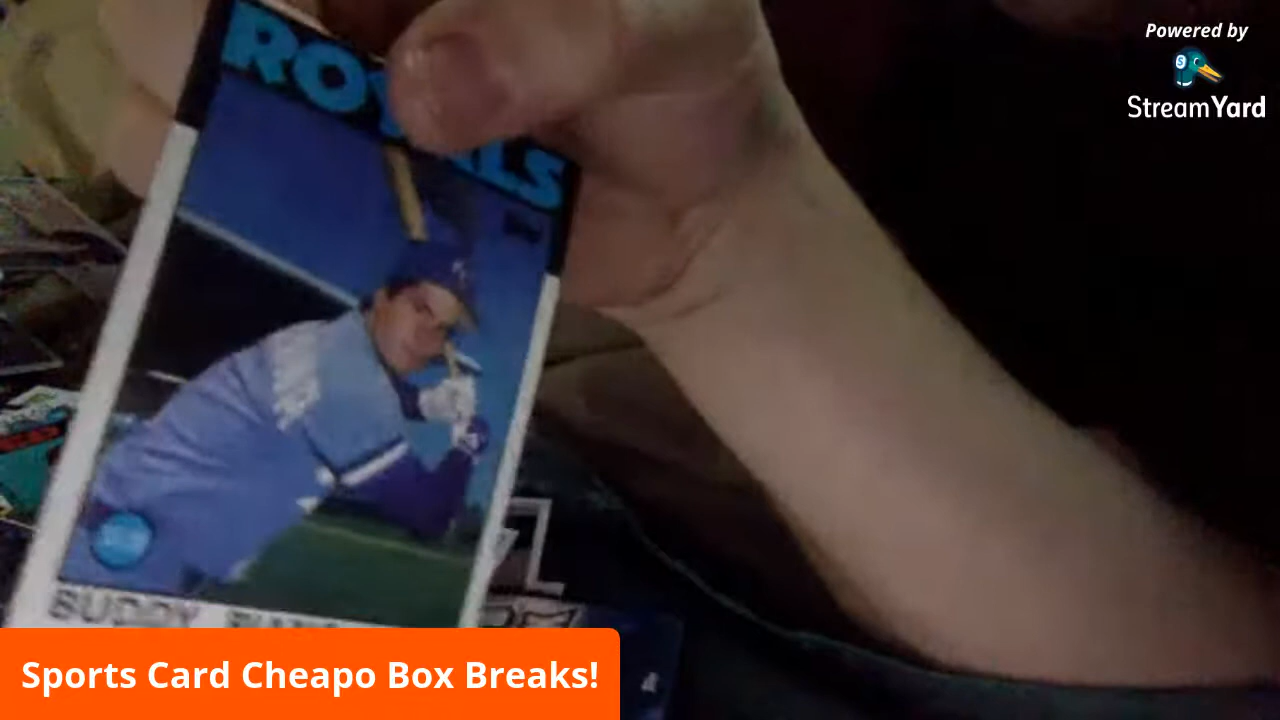 Powered by
StreamYard
ROYALS
BUDDY
Sports Card Cheapo Box Breaks!